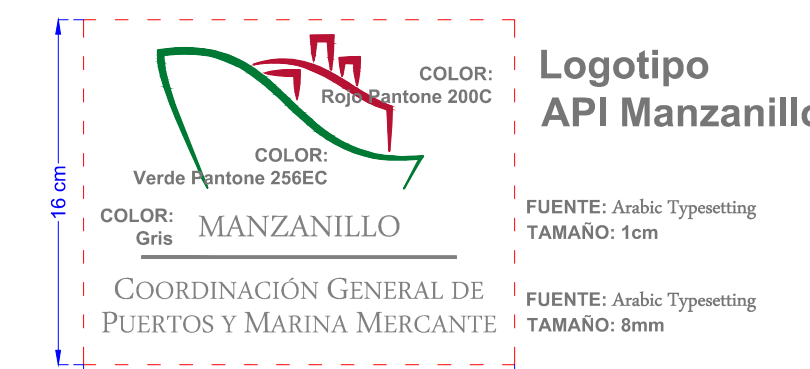 COLOR:
Rojo Pantone 200C
Logotipo
API Manzanillo
COLOR:
Verde Pantone 256EC
16 cm
COLOR:
Gris
MANZANILLO
FUENTE: Arabic Typesetting
TAMAÑO: 1cm
COORDINACIÓN GENERAL DE
PUERTOS Y MARINA MERCANTE
FUENTE: Arabic Typesetting
TAMAÑO: 8mm